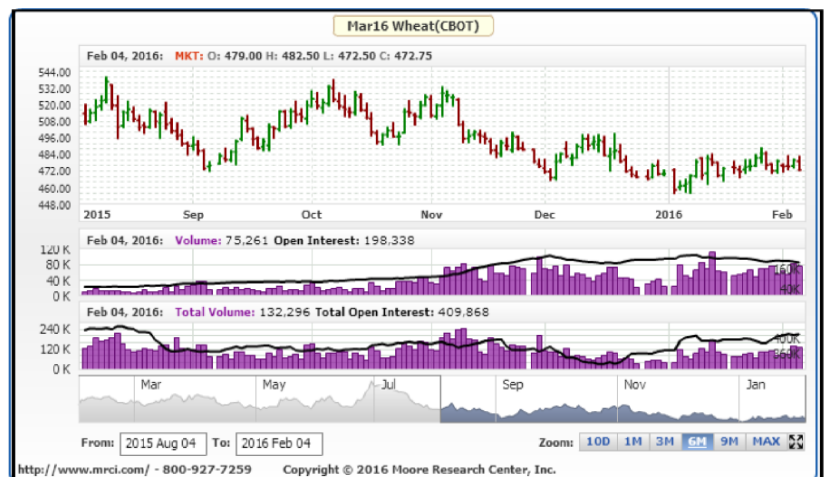 Mar16 Wheat(CBOT)
Feb 04, 2016: MKT: O: 479.00 H: 482.50 L: 472.50 C: 472.75
544.00
532.00
520.00
508.00
496.00
484.00
472.00
460.00
448.00
2015 Sep Oct Nov Dec 2016 Feb
Feb 04, 2016: Volume: 75,261 Open Interest: 198,338
120 K
80 K
40 K
0 K
160K
40K
Feb 04, 2016: Total Volume: 132,296 Total Open Interest: 409,868
240 K
120 K
0 K
400K
360K
Mar May Jul Sep Nov Jan
From: 2015 Aug 04 To: 2016 Feb 04 Zoom: 10D 1M 3M 6M 9M MAX
http://www.mrci.com/ - 800-927-7259 Copyright © 2016 Moore Research Center, Inc.